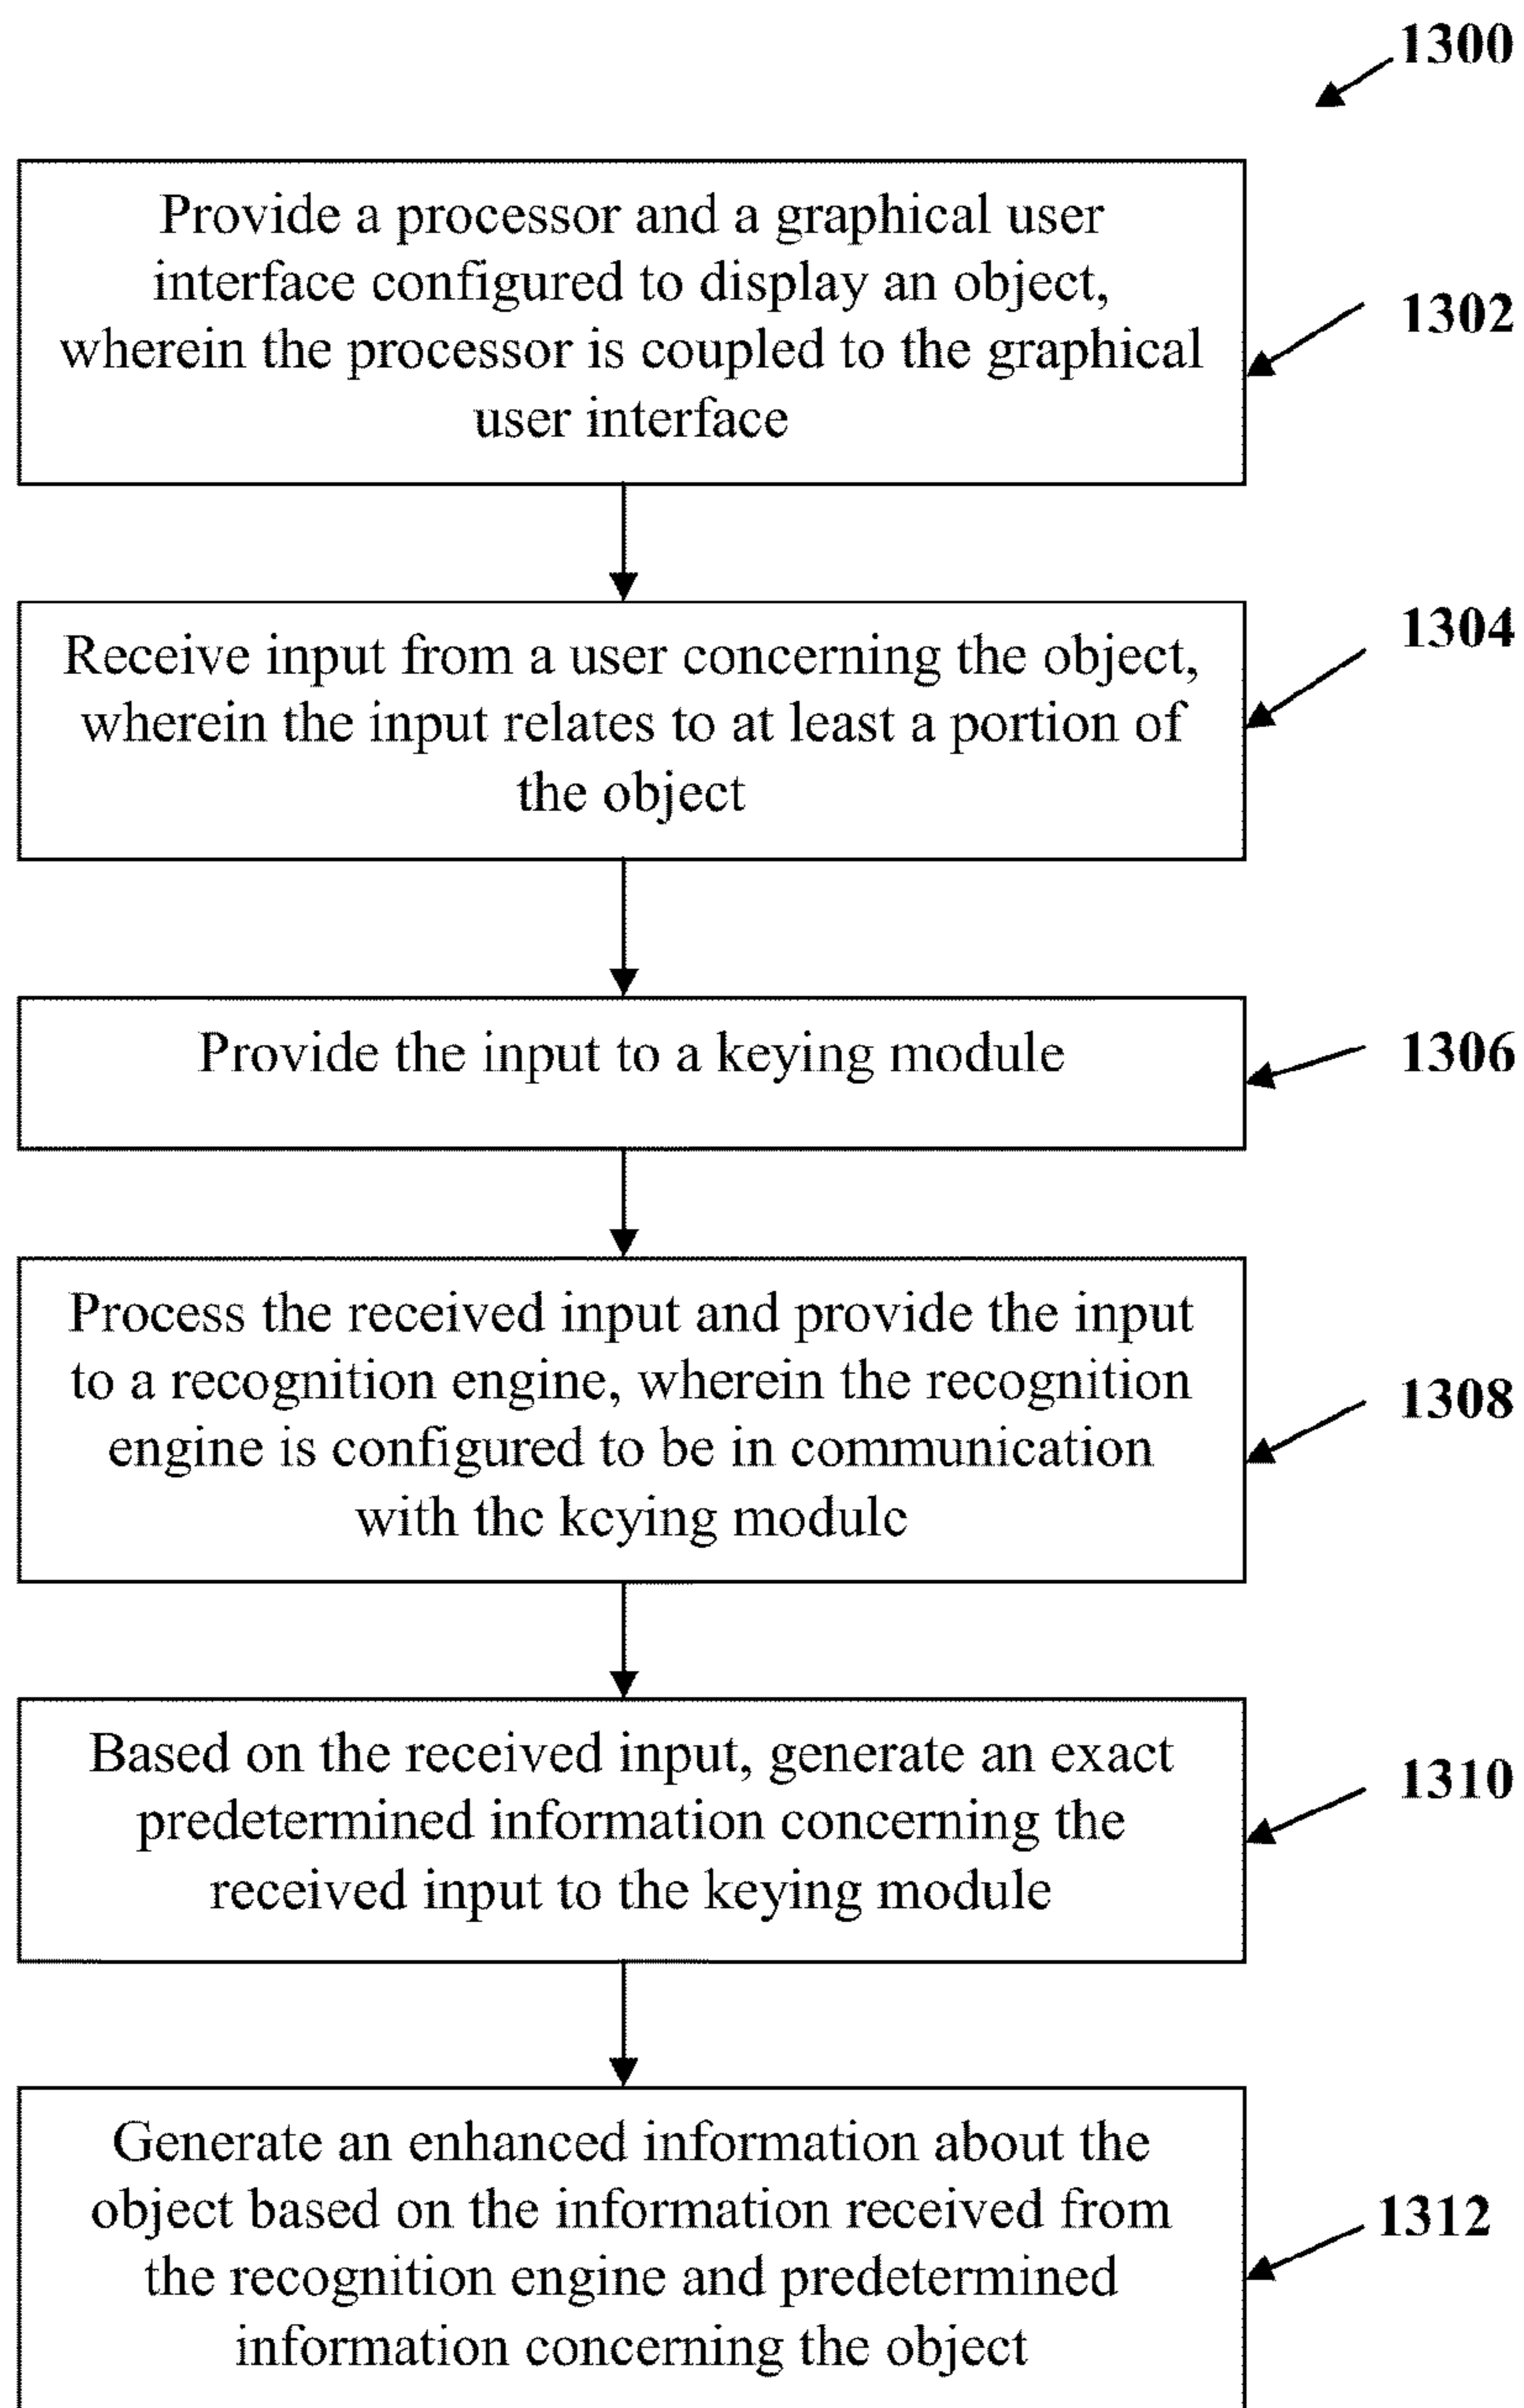 1300
Provide a processor and a graphical user
interface configured to display an object,
wherein the processor is coupled to the graphical
user interface
1302
Receive input from a user concerning the object,
wherein the input relates to at least a portion of
the object
1304
Provide the input to a keying module
1306
Process the received input and provide the input
to a recognition engine, wherein the recognition
engine is configured to be in communication
with the keying module
1308
Based on the received input, generate an exact
predetermined information concerning the
received input to the keying module
1310
Generate an enhanced information about the
object based on the information received from
the recognition engine and predetermined
information concerning the object
1312